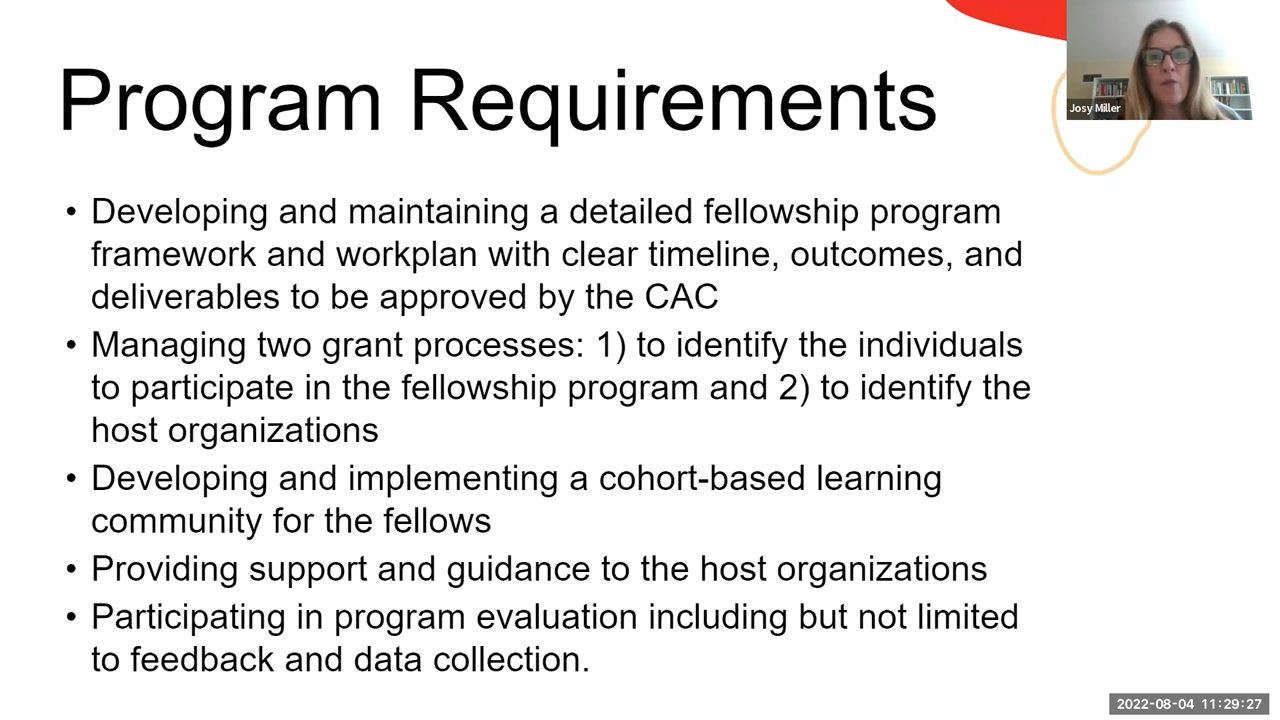 Program Requirements
Josy Miller
• Developing and maintaining a detailed fellowship program
framework and workplan with clear timeline, outcomes, and
deliverables to be approved by the CAC
• Managing two grant processes: 1) to identify the individuals
to participate in the fellowship program and 2) to identify the
host organizations
• Developing and implementing a cohort-based learning
community for the fellows
• Providing support and guidance to the host organizations
• Participating in program evaluation including but not limited
to feedback and data collection.
2022-08-04 11:29:27